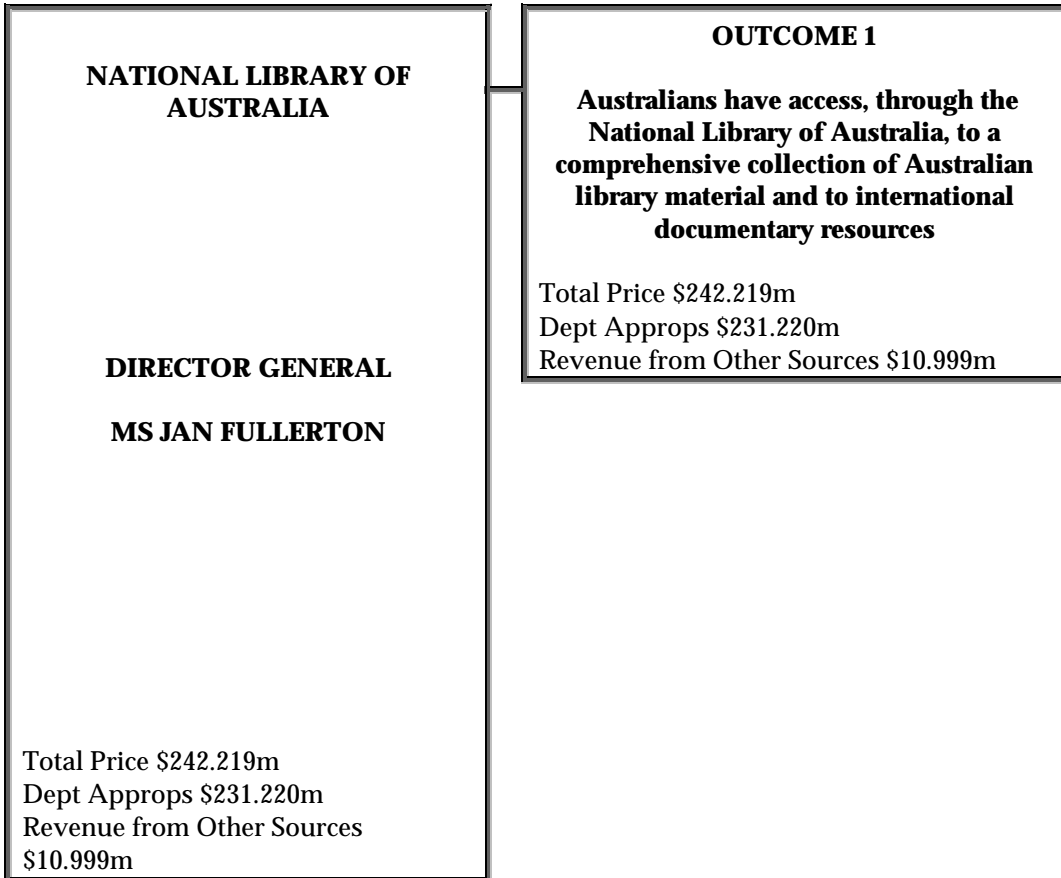 NATIONAL LIBRARY OF
AUSTRALIA
DIRECTOR GENERAL
MS JAN FULLERTON
Total Price $242.219m
Dept Approps $231.220m
Revenue from Other Sources
$10.999m
OUTCOME 1
Australians have access, through the
National Library of Australia, to a
comprehensive collection of Australian
library material and to international
documentary resources
Total Price $242.219m
Dept Approps $231.220m
Revenue from Other Sources $10.999m